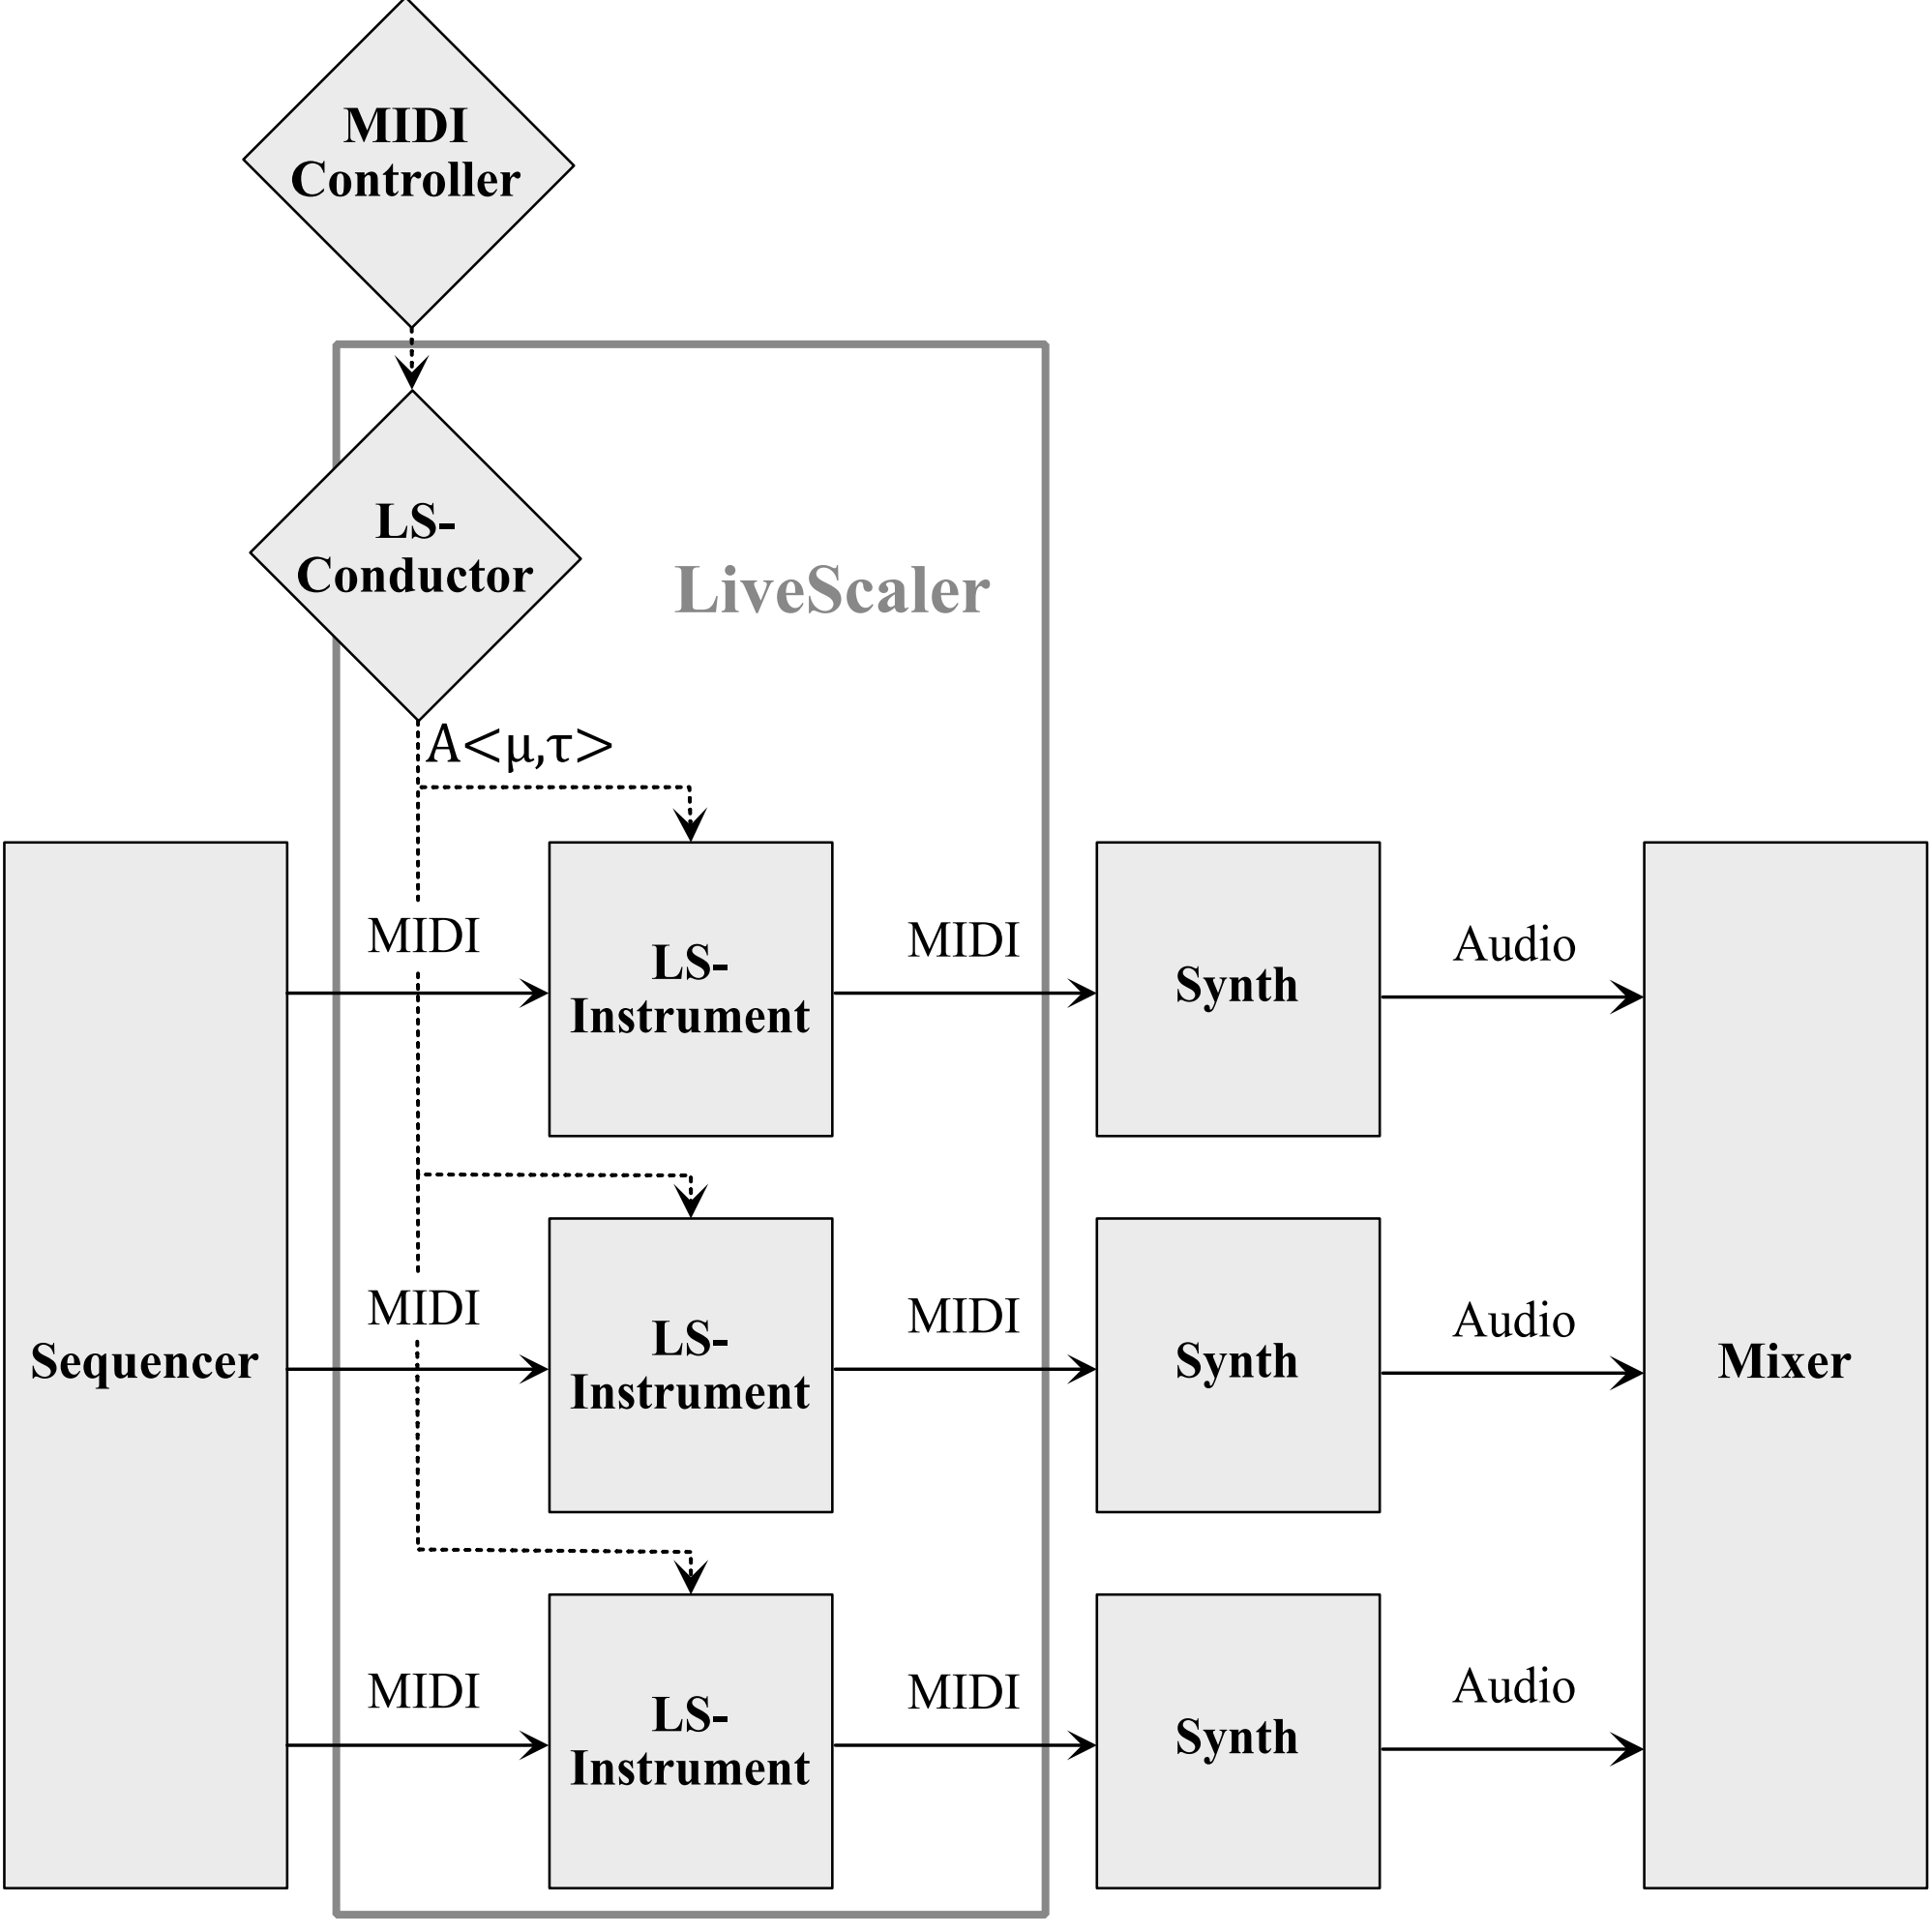 MIDI
Controller
LS-
Conductor
LiveScaler
A<μ,τ>
MIDI
LS-
Instrument
MIDI
Synth
Audio
MIDI
Sequencer
LS-
Instrument
MIDI
Synth
Audio
Mixer
MIDI
LS-
Instrument
MIDI
Synth
Audio